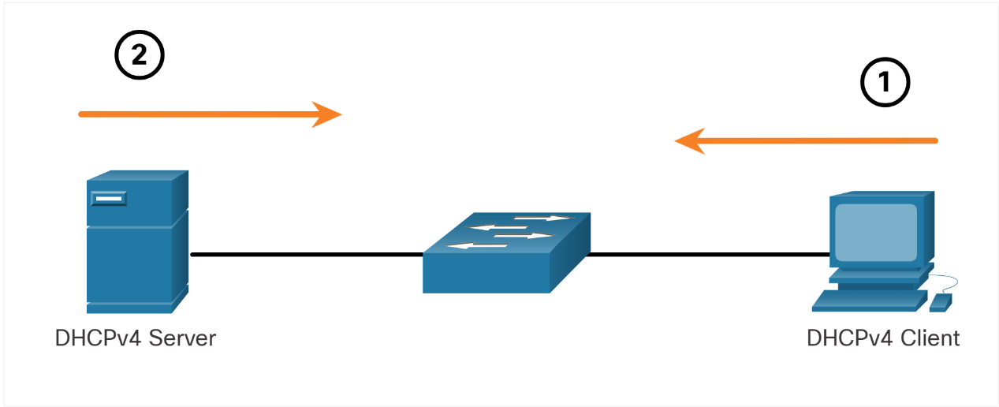 2
1
DHCPv4 Server
DHCPv4 Client